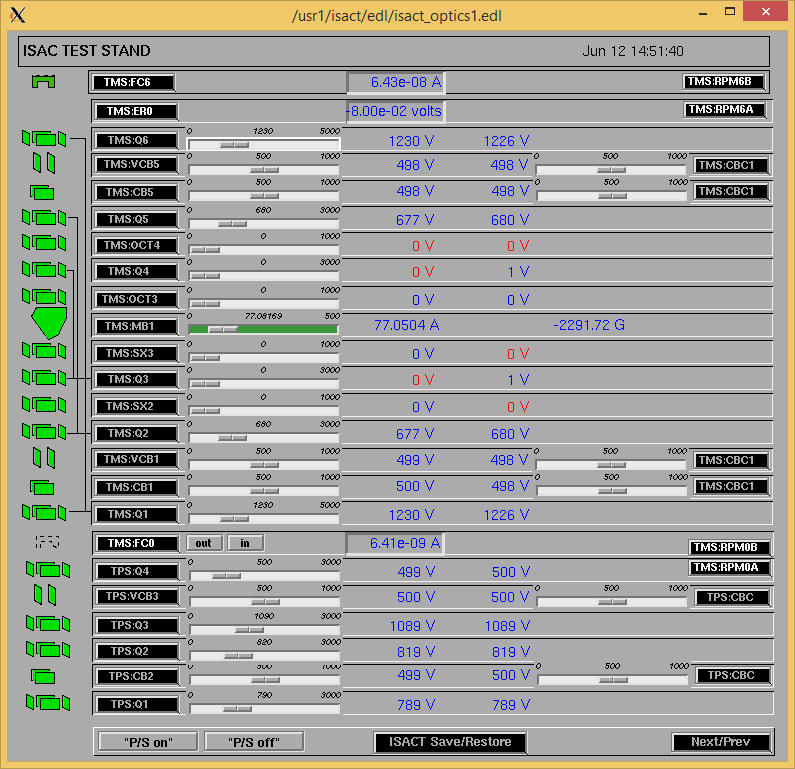 /usr1/isact/edl/isact_optics1.edl
ISAC TEST STAND Jun 12 14:51:40
TMS:FC6 6.43e-08 A TMS:RPM6B
TMS:ER0 -8.00e-02 volts TMS:RPM6A
TMS:Q6 0 1230 5000 1230 V 1226 V
TMS:VCB5 0 500 1000 498 V 498 V 0 500 1000 TMS:CBC1
TMS:CB5 0 500 1000 498 V 498 V 0 500 1000 TMS:CBC1
TMS:Q5 0 680 3000 677 V 680 V
TMS:OCT4 0 0 1000 0 V 0 V
TMS:Q4 0 0 3000 0 V 1 V
TMS:OCT3 0 0 1000 0 V 0 V
TMS:MB1 0 77.08169 500 77.0504 A -2291.72 G
TMS:SX3 0 0 1000 0 V 0 V
TMS:Q3 0 0 3000 0 V 1 V
TMS:SX2 0 0 1000 0 V 0 V
TMS:Q2 0 680 3000 677 V 680 V
TMS:VCB1 0 500 1000 499 V 498 V 0 500 1000 TMS:CBC1
TMS:CB1 0 500 1000 500 V 498 V 0 500 1000 TMS:CBC1
TMS:Q1 0 1230 5000 1230 V 1226 V
TMS:FC0 out in 6.41e-09 A TMS:RPM0B
TPS:Q4 0 500 3000 499 V 500 V TMS:RPM0A
TPS:VCB3 0 500 1000 500 V 500 V 0 500 1000 TPS:CBC
TPS:Q3 0 1090 3000 1089 V 1089 V
TPS:Q2 0 820 3000 819 V 819 V
TPS:CB2 0 500 1000 499 V 500 V 0 500 1000 TPS:CBC
TPS:Q1 0 790 3000 789 V 789 V
"P/S on" "P/S off" ISACT Save/Restore Next/Prev